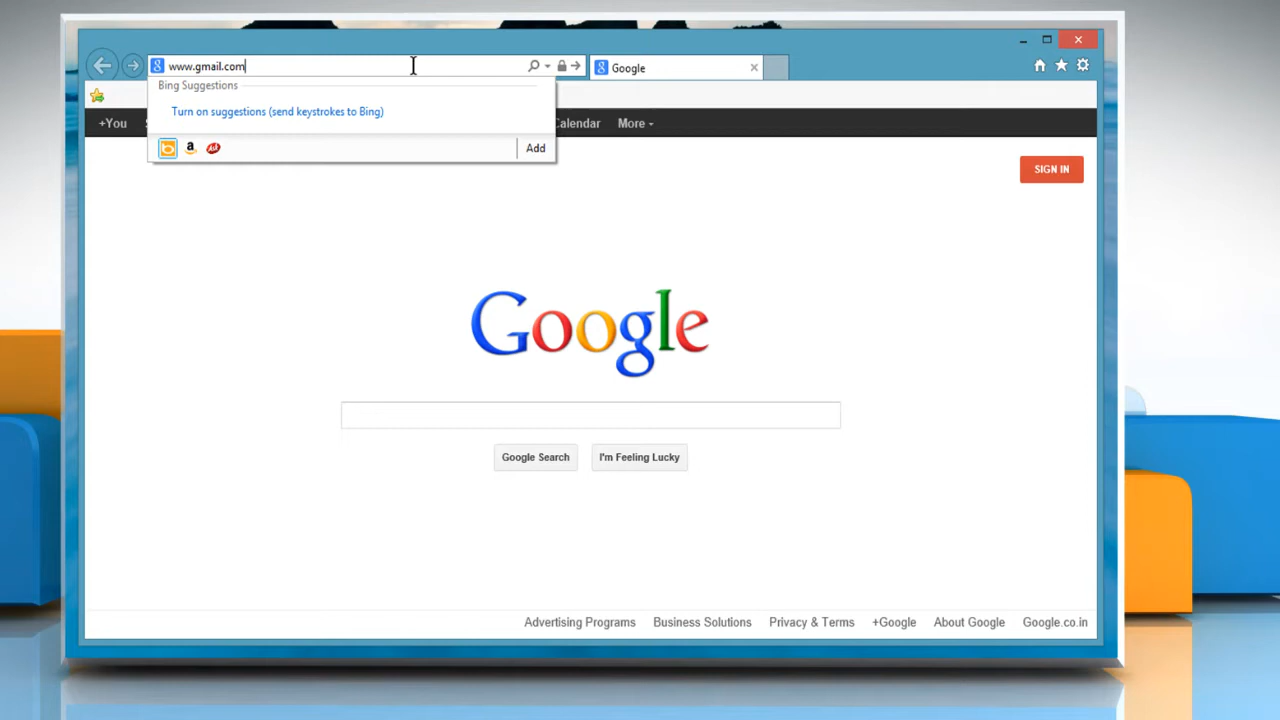 www.gmail.com
Google
Bing Suggestions
Turn on suggestions (send keystrokes to Bing)
Add
+You
Calendar
More
SIGN IN
Google
Google Search
I'm Feeling Lucky
Advertising Programs
Business Solutions
Privacy & Terms
+Google
About Google
Google.co.in